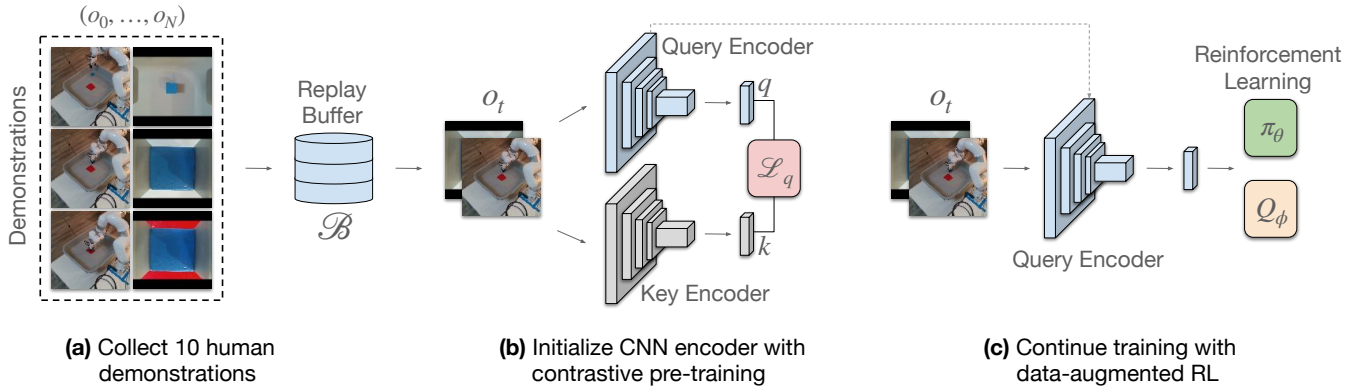 (o_0, …, o_N)
Demonstrations
Replay
Buffer
ℬ
o_t
Query Encoder
q
ℒ_q
k
Key Encoder
o_t
Query Encoder
Reinforcement
Learning
π_θ
Q_ϕ
(a) Collect 10 human
demonstrations
(b) Initialize CNN encoder with
contrastive pre-training
(c) Continue training with
data-augmented RL